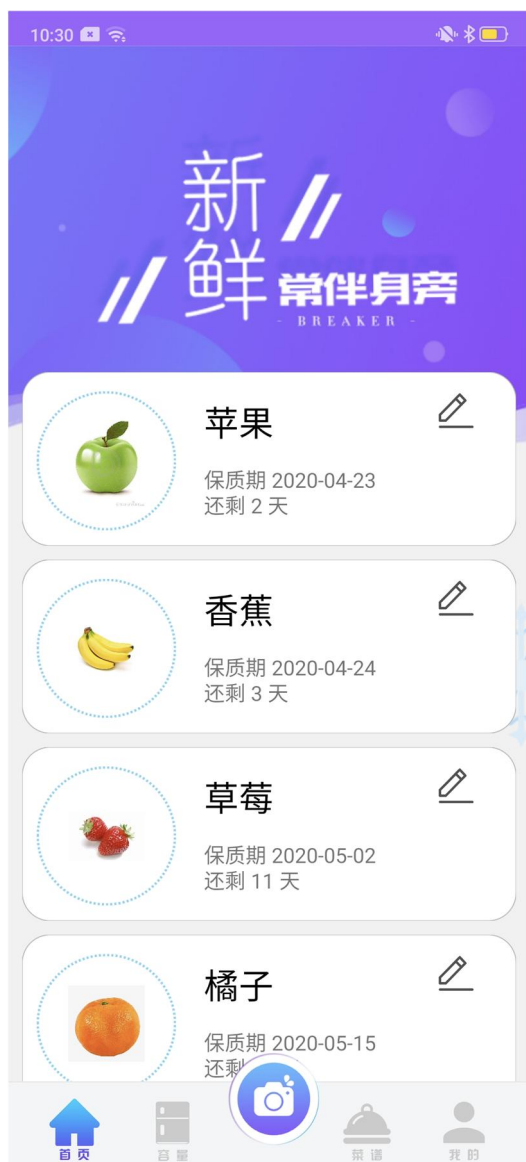 10:30
新
鲜
常伴身旁
- BREAKER -
苹果
保质期 2020-04-23
还剩 2 天
香蕉
保质期 2020-04-24
还剩 3 天
草莓
保质期 2020-05-02
还剩 11 天
橘子
保质期 2020-05-15
还剩
首页
容量
菜谱
我的